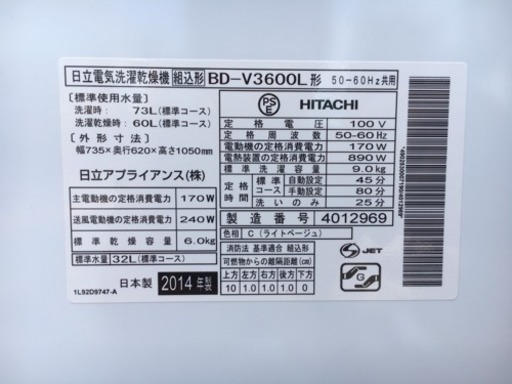 日立電気洗濯乾燥機 組込形 BD-V3600L形 50-60Hz共用
〔標準使用水量〕
洗濯時： 73L(標準コース)
洗濯乾燥時：60L(標準コース)
〔外形寸法〕
幅735×奥行620×高さ1050mm
日立アプライアンス(株)
主電動機の定格消費電力 170W
送風電動機の定格消費電力 240W
標準乾燥容量 6.0kg
標準水量 32L(標準コース)
日本製 2014年製
1L92D9747-A
PSE HITACHI
定格電圧 100V
定格周波数 50-60Hz
電動機の定格消費電力 170W
電熱装置の定格消費電力 890W
標準洗濯容量 9.0kg
定格時間 自動設定 45分
手動設定 80分
洗いのみ 25分
製造番号 4012969
色相 C(ライトベージュ)
消防法 基準適合 組込形
可燃物からの離隔距離(cm)
上方 左方 右方 前方 後方 下方
10 1.0 1.0 1.0 0
S JET